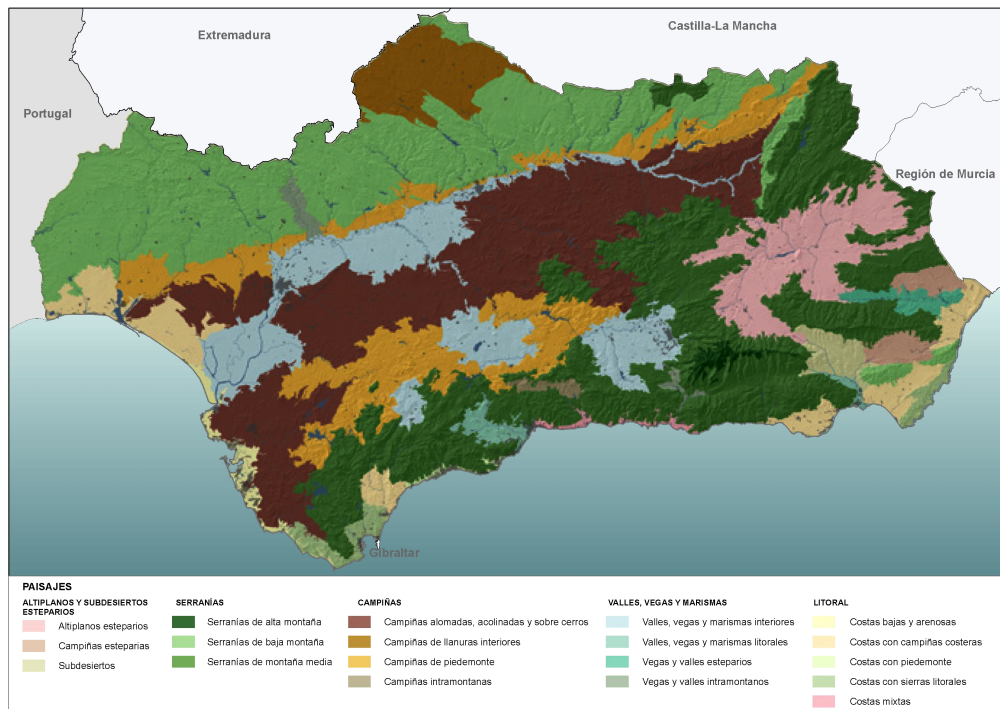 Extremadura
Castilla-La Mancha
Portugal
Región de Murcia
Gibraltar
PAISAJES
ALTIPLANOS Y SUBDESIERTOS
ESTEPARIOS
Altiplanos esteparios
Campiñas esteparias
Subdesiertos
SERRANÍAS
Serranías de alta montaña
Serranías de baja montaña
Serranías de montaña media
CAMPIÑAS
Campiñas alomadas, acolinadas y sobre cerros
Campiñas de llanuras interiores
Campiñas de piedemonte
Campiñas intramontanas
VALLES, VEGAS Y MARISMAS
Valles, vegas y marismas interiores
Valles, vegas y marismas litorales
Vegas y valles esteparios
Vegas y valles intramontanos
LITORAL
Costas bajas y arenosas
Costas con campiñas costeras
Costas con piedemonte
Costas con sierras litorales
Costas mixtas